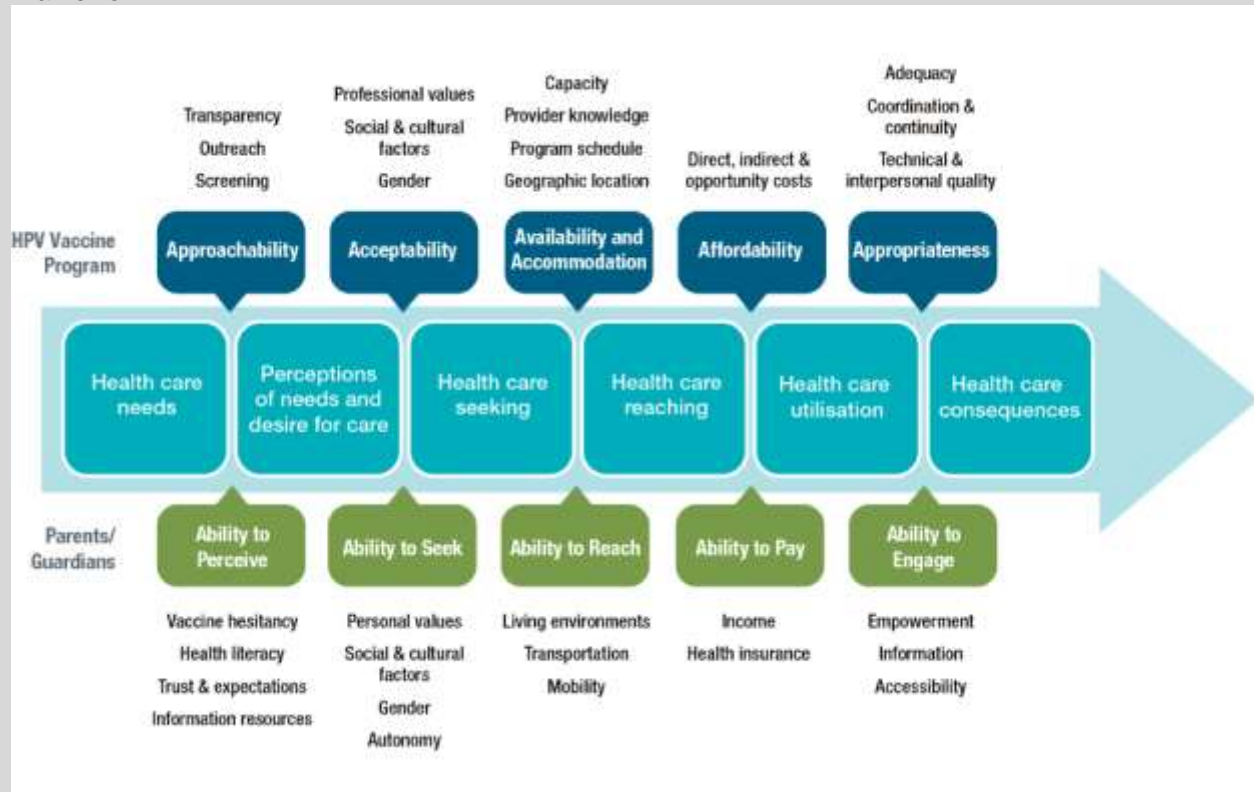 Transparency
Outreach
Screening
Professional values
Social & cultural
factors
Gender
Capacity
Provider knowledge
Program schedule
Geographic location
Direct, indirect &
opportunity costs
Adequacy
Coordination &
continuity
Technical &
interpersonal quality
HPV Vaccine
Program
Approachability
Acceptability
Availability and
Accommodation
Affordability
Appropriateness
Health care
needs
Perceptions
of needs and
desire for care
Health care
seeking
Health care
reaching
Health care
utilisation
Health care
consequences
Parents/
Guardians
Ability to
Perceive
Ability to Seek
Ability to Reach
Ability to Pay
Ability to
Engage
Vaccine hesitancy
Health literacy
Trust & expectations
Information resources
Personal values
Social & cultural
factors
Gender
Autonomy
Living environments
Transportation
Mobility
Income
Health insurance
Empowerment
Information
Accessibility